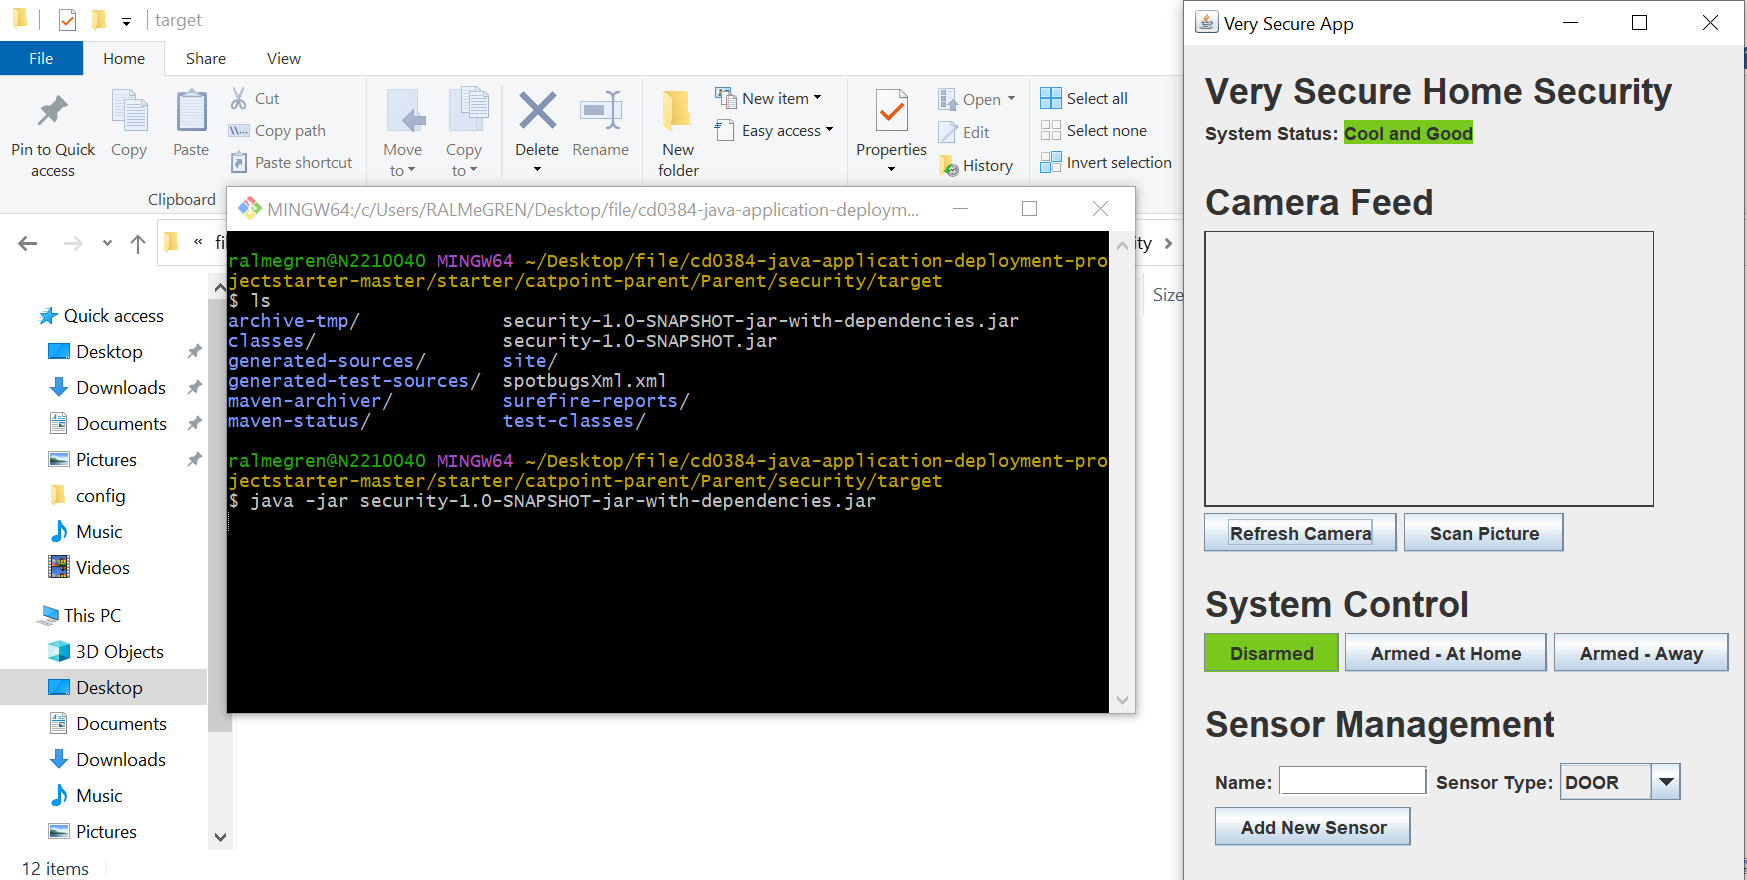 target
File
Home
Share
View
Pin to Quick
access
Copy
Paste
Cut
Copy path
Paste shortcut
Clipboard
Move
to
Copy
to
Delete
Rename
New
folder
New item
Easy access
Properties
Open
Edit
History
Select all
Select none
Invert selection
« fi
ity
Size
Quick access
Desktop
Downloads
Documents
Pictures
config
Music
Videos
This PC
3D Objects
Desktop
Documents
Downloads
Music
Pictures
12 items
MINGW64:/c/Users/RALMeGREN/Desktop/file/cd0384-java-application-deploym...
ralmegren@N2210040 MINGW64 ~/Desktop/file/cd0384-java-application-deployment-pro
jectstarter-master/starter/catpoint-parent/Parent/security/target
$ ls
archive-tmp/ security-1.0-SNAPSHOT-jar-with-dependencies.jar
classes/ security-1.0-SNAPSHOT.jar
generated-sources/ site/
generated-test-sources/ spotbugsXml.xml
maven-archiver/ surefire-reports/
maven-status/ test-classes/
ralmegren@N2210040 MINGW64 ~/Desktop/file/cd0384-java-application-deployment-pro
jectstarter-master/starter/catpoint-parent/Parent/security/target
$ java -jar security-1.0-SNAPSHOT-jar-with-dependencies.jar
Very Secure App
Very Secure Home Security
System Status: Cool and Good
Camera Feed
Refresh Camera
Scan Picture
System Control
Disarmed
Armed - At Home
Armed - Away
Sensor Management
Name:
Sensor Type: DOOR
Add New Sensor